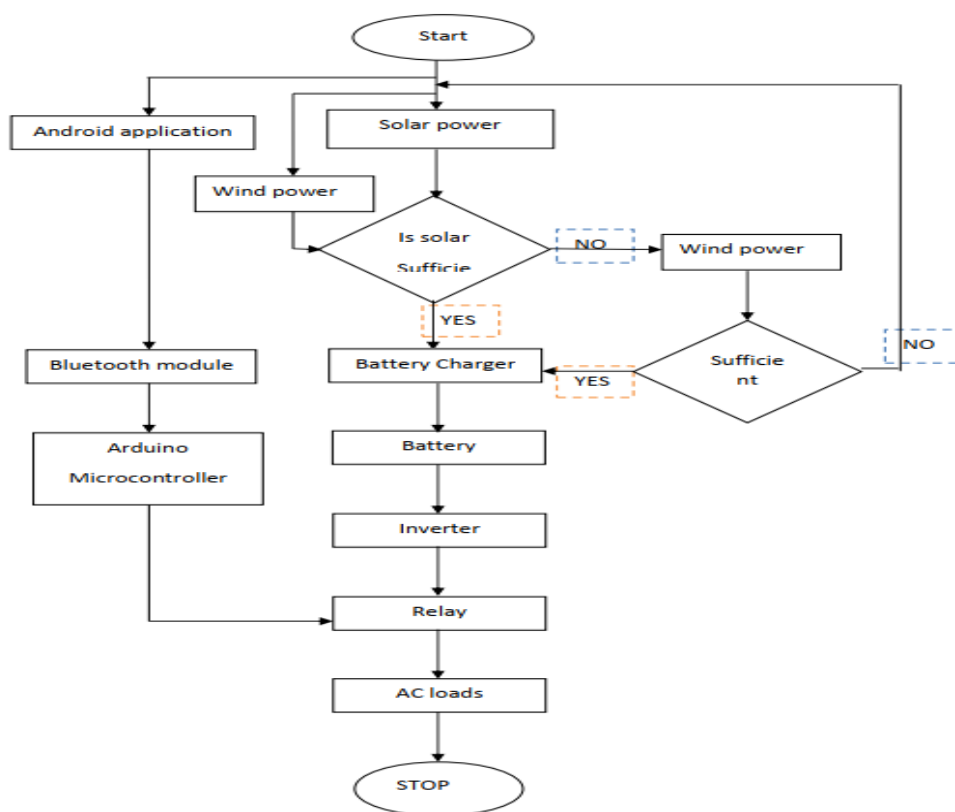 Start
Android application
Solar power
Wind power
Is solar
Sufficie
NO
Wind power
YES
Bluetooth module
Battery Charger
YES
Sufficie
nt
NO
Arduino
Microcontroller
Battery
Inverter
Relay
AC loads
STOP